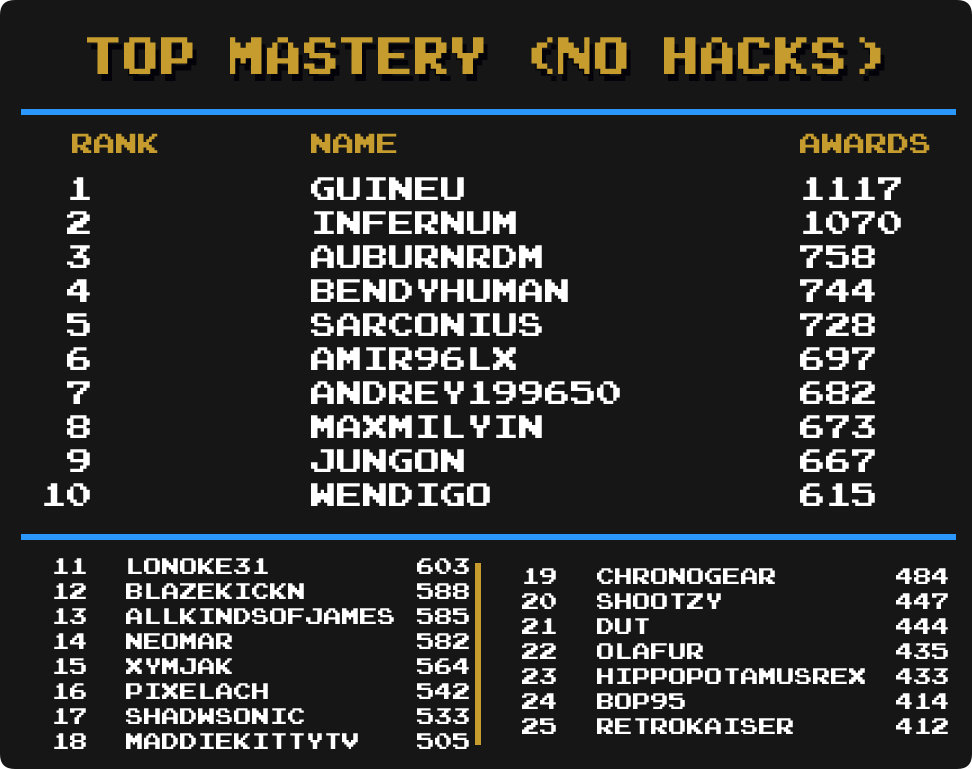 TOP MASTERY (NO HACKS)
RANK NAME AWARDS
1 GUINEU 1117
2 INFERNUM 1070
3 AUBURNRDM 758
4 BENDYHUMAN 744
5 SARCONIUS 728
6 AMIR96LX 697
7 ANDREY199650 682
8 MAXMILYIN 673
9 JUNGON 667
10 WENDIGO 615
11 LONOKE31 603
12 BLAZEKICKN 588
13 ALLKINDSOFJAMES 585
14 NEOMAR 582
15 XYMJAK 564
16 PIXELACH 542
17 SHADWSONIC 533
18 MADDIEKITTYTV 505
19 CHRONOGEAR 484
20 SHOOTZY 447
21 DUT 444
22 OLAFUR 435
23 HIPPOPOTAMUSREX 433
24 BOP95 414
25 RETROKAISER 412